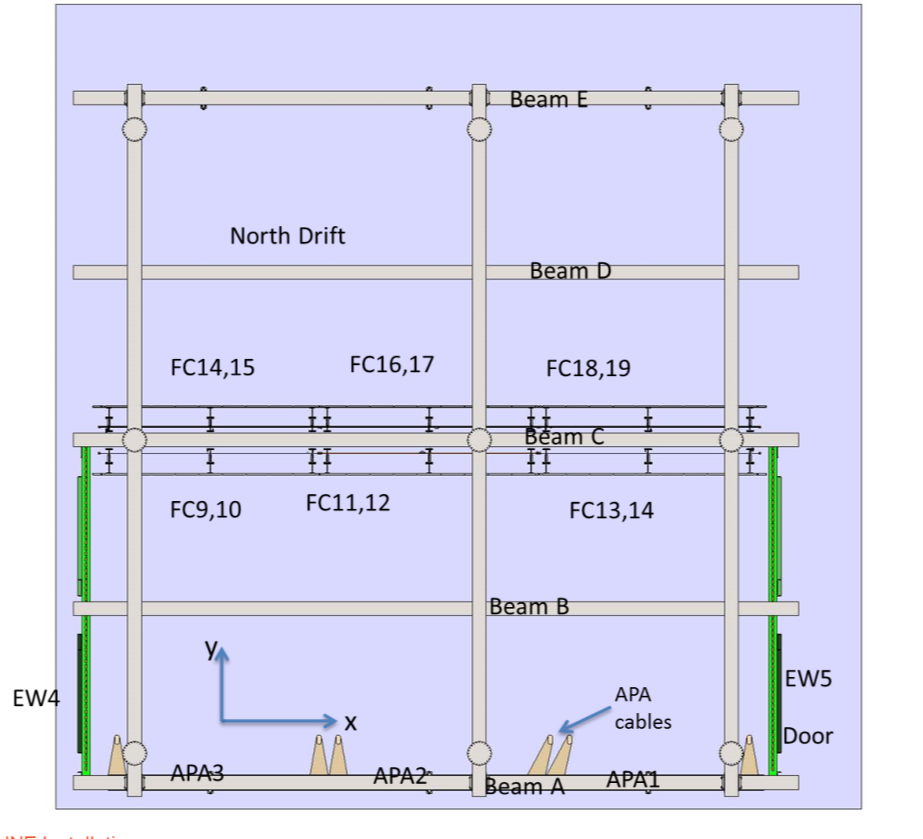 Beam E
North Drift
Beam D
FC14,15
FC16,17
FC18,19
Beam C
FC9,10
FC11,12
FC13,14
Beam B
y
x
EW4
EW5
APA
cables
Door
APA3
APA2
Beam A
APA1